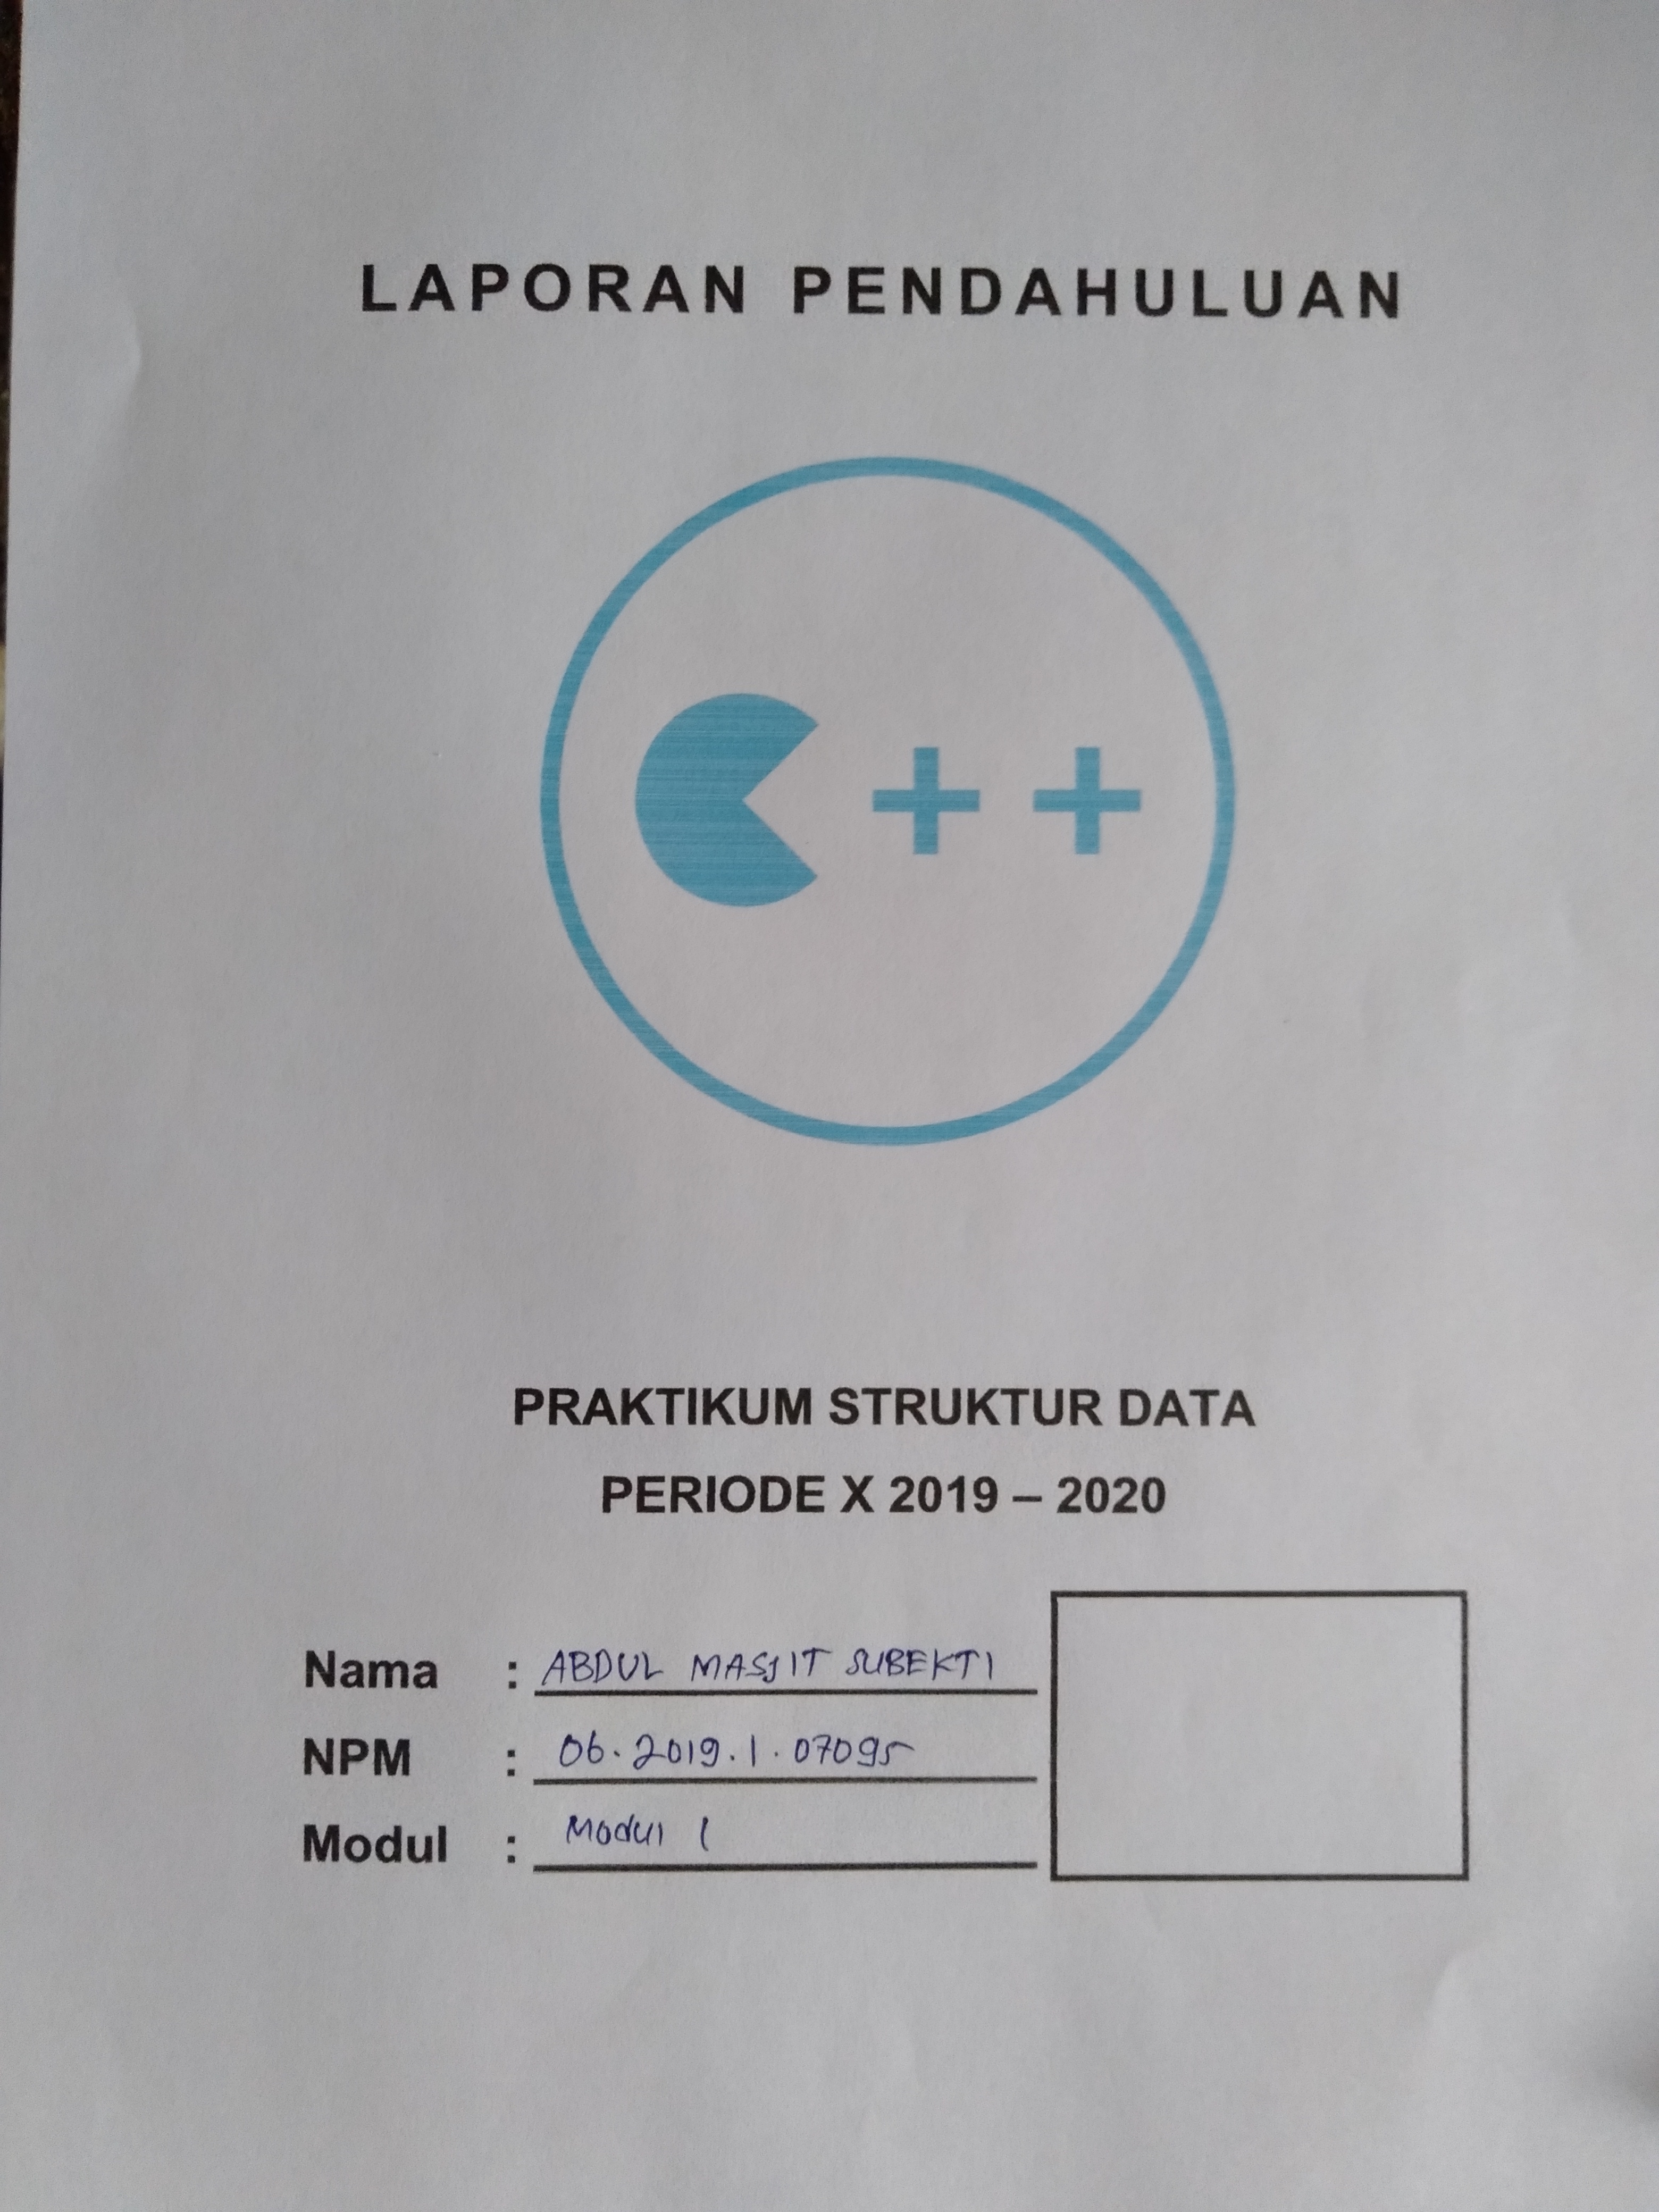 LAPORAN PENDAHULUAN
C++
PRAKTIKUM STRUKTUR DATA
PERIODE X 2019 – 2020
Nama : ABDUL MASJIT SUBEKTI
NPM : 06.2019.1.07095
Modul : Modul 1